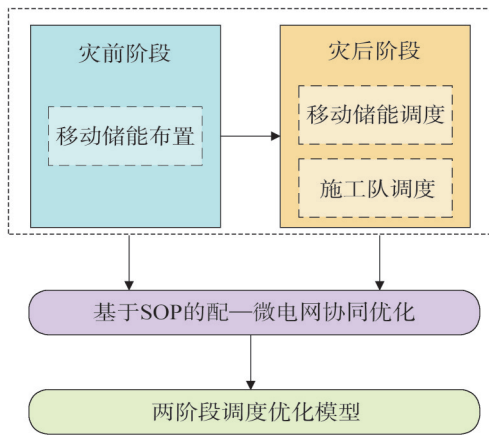 灾前阶段
移动储能布置
灾后阶段
移动储能调度
施工队调度
基于SOP的配—微电网协同优化
两阶段调度优化模型